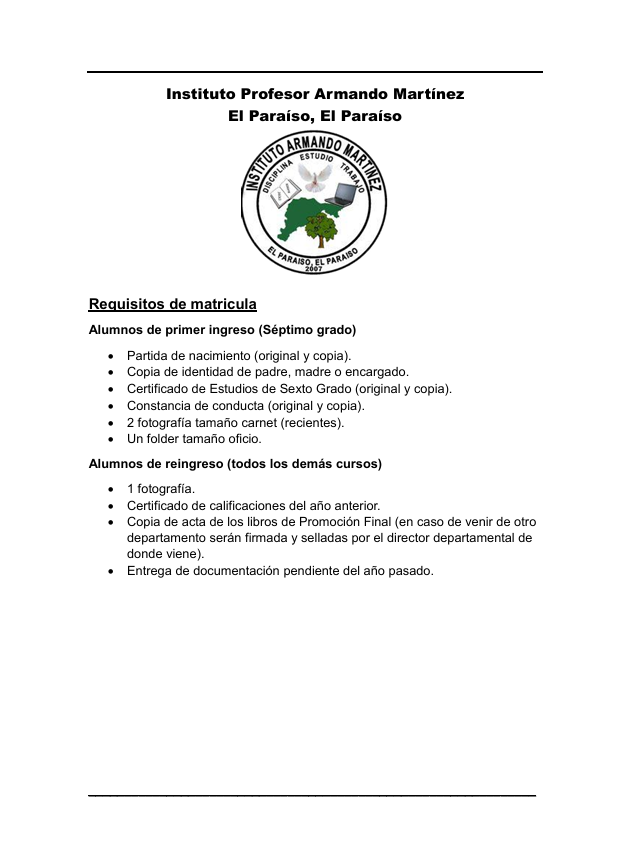 Instituto Profesor Armando Martínez
El Paraíso, El Paraíso
INSTITUTO ARMANDO MARTINEZ
DISCIPLINA ESTUDIO TRABAJO
EL PARAISO, EL PARAISO
2007
Requisitos de matricula
Alumnos de primer ingreso (Séptimo grado)
• Partida de nacimiento (original y copia).
• Copia de identidad de padre, madre o encargado.
• Certificado de Estudios de Sexto Grado (original y copia).
• Constancia de conducta (original y copia).
• 2 fotografía tamaño carnet (recientes).
• Un folder tamaño oficio.
Alumnos de reingreso (todos los demás cursos)
• 1 fotografía.
• Certificado de calificaciones del año anterior.
• Copia de acta de los libros de Promoción Final (en caso de venir de otro
departamento serán firmada y selladas por el director departamental de
donde viene).
• Entrega de documentación pendiente del año pasado.